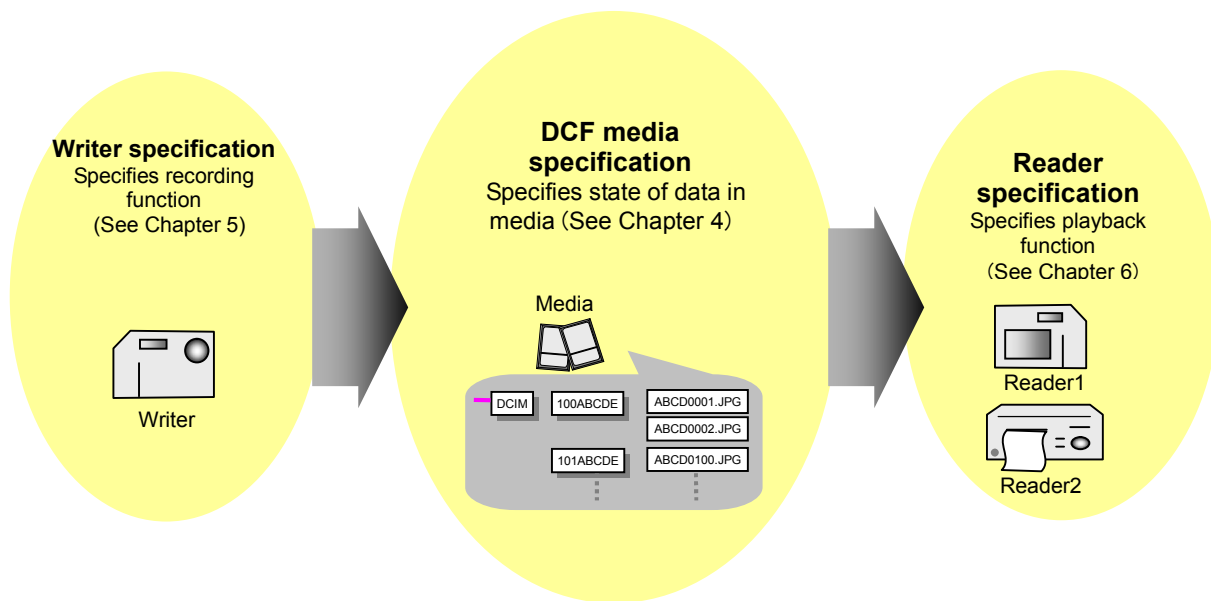 Writer specification
Specifies recording
function
(See Chapter 5)
Writer
DCF media
specification
Specifies state of data in
media（See Chapter 4）
Media
DCIM
100ABCDE
ABCD0001.JPG
ABCD0002.JPG
101ABCDE
ABCD0100.JPG
Reader
specification
Specifies playback
function
（See Chapter 6）
Reader1
Reader2